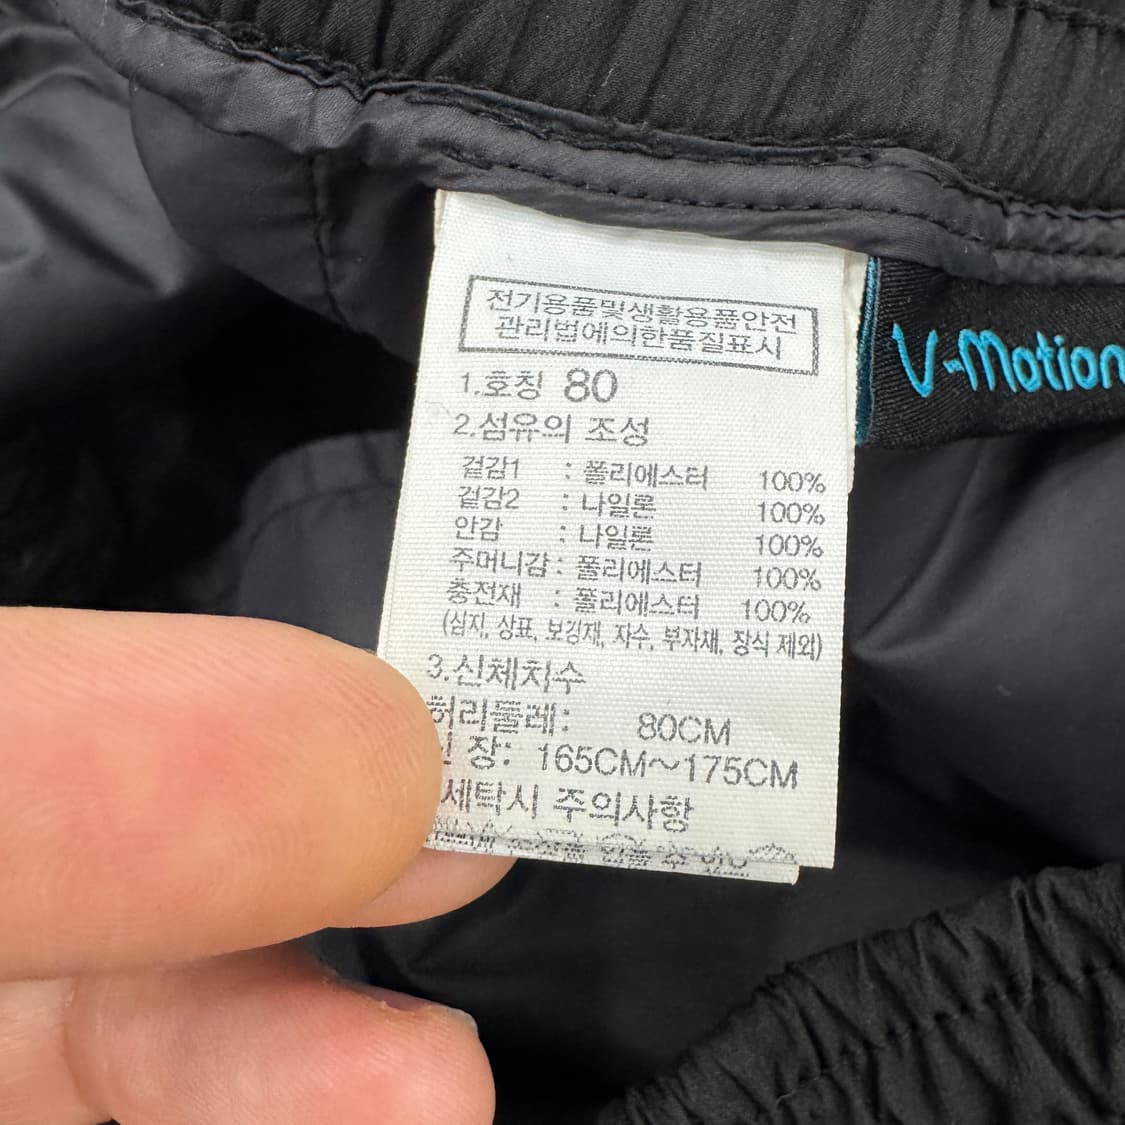 전기용품및생활용품안전
관리법에의한품질표시
1.호칭 80
2.섬유의 조성
겉감1 : 폴리에스터 100%
겉감2 : 나일론 100%
안감 : 나일론 100%
주머니감 : 폴리에스터 100%
충전재 : 폴리에스터 100%
(심지, 상표, 보강재, 자수, 부자재, 장식 제외)
3.신체치수
허리둘레: 80CM
장: 165CM~175CM
세탁시 주의사항
V-Motion